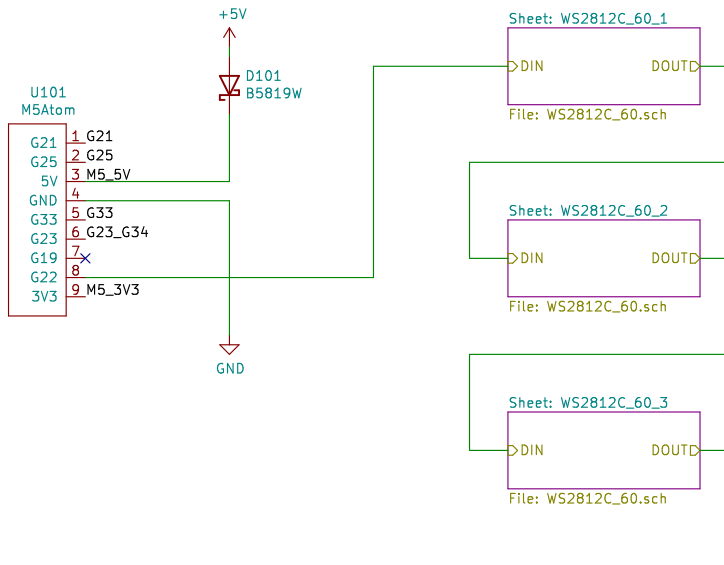 +5V
D101
B5819W
U101
M5Atom
G21 1 G21
G25 2 G25
5V 3 M5_5V
GND 4
G33 5 G33
G23 6 G23_G34
G19 7
G22 8
3V3 9 M5_3V3
GND
Sheet: WS2812C_60_1
DIN DOUT
File: WS2812C_60.sch
Sheet: WS2812C_60_2
DIN DOUT
File: WS2812C_60.sch
Sheet: WS2812C_60_3
DIN DOUT
File: WS2812C_60.sch